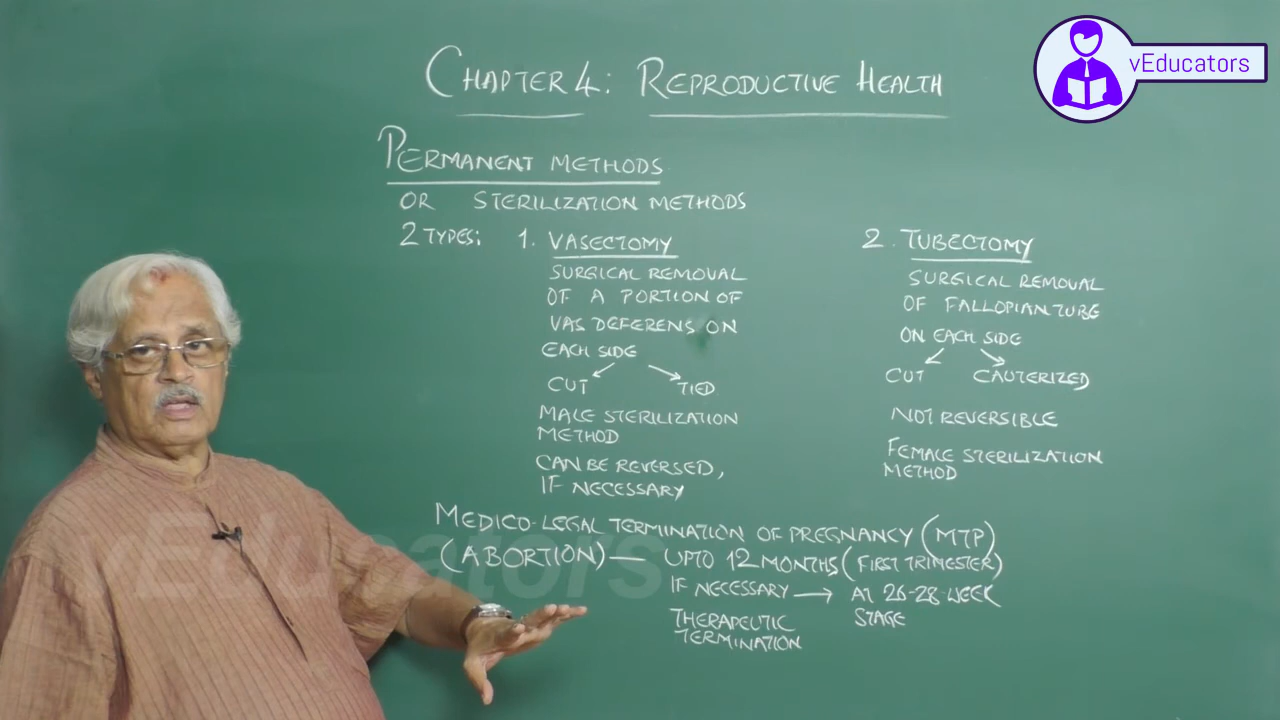 vEducators
CHAPTER 4: REPRODUCTIVE HEALTH
PERMANENT METHODS
OR STERILIZATION METHODS
2 TYPES: 1. VASECTOMY
SURGICAL REMOVAL
OF A PORTION OF
VAS DEFERENS ON
EACH SIDE
CUT TIED
MALE STERILIZATION
METHOD
CAN BE REVERSED,
IF NECESSARY
2. TUBECTOMY
SURGICAL REMOVAL
OF FALLOPIAN TUBE
ON EACH SIDE
CUT CAUTERIZED
NOT REVERSIBLE
FEMALE STERILIZATION
METHOD
MEDICO-LEGAL TERMINATION OF PREGNANCY (MTP)
(ABORTION) — UPTO 12 MONTHS (FIRST TRIMESTER)
IF NECESSARY → AT 26-28-WEEK
STAGE
THERAPEUTIC
TERMINATION
vEducators